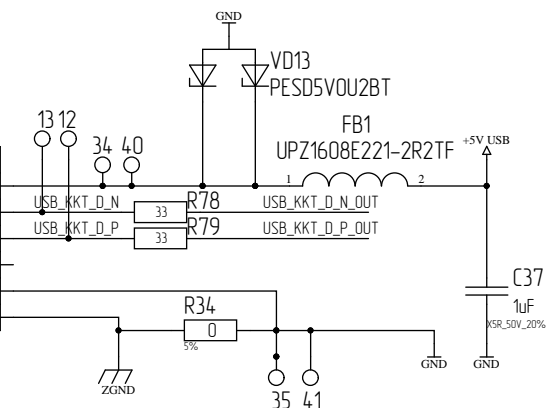 GND
VD13
PESD5V0U2BT
13 12
34 40
FB1
UPZ1608E221-2R2TF
+5V USB
1
2
USB_KKT_D_N
33
R78
USB_KKT_D_N_OUT
USB_KKT_D_P
33
R79
USB_KKT_D_P_OUT
C37
1uF
X5R_50V_20%
R34
0
5%
ZGND
35 41
GND
GND